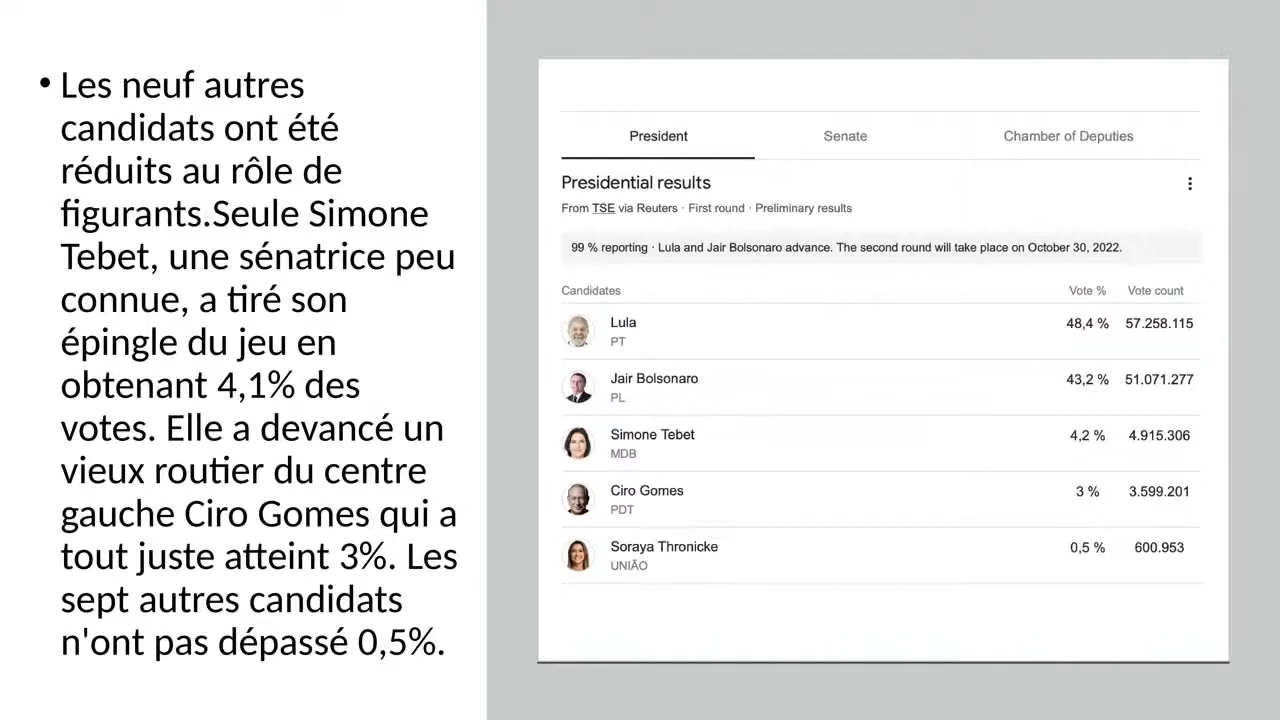 • Les neuf autres
candidats ont été
réduits au rôle de
figurants.Seule Simone
Tebet, une sénatrice peu
connue, a tiré son
épingle du jeu en
obtenant 4,1% des
votes. Elle a devancé un
vieux routier du centre
gauche Ciro Gomes qui a
tout juste atteint 3%. Les
sept autres candidats
n'ont pas dépassé 0,5%.
President Senate Chamber of Deputies
Presidential results
From TSE via Reuters · First round · Preliminary results
99 % reporting · Lula and Jair Bolsonaro advance. The second round will take place on October 30, 2022.
Candidates Vote % Vote count
Lula 48,4 % 57.258.115
PT
Jair Bolsonaro 43,2 % 51.071.277
PL
Simone Tebet 4,2 % 4.915.306
MDB
Ciro Gomes 3 % 3.599.201
PDT
Soraya Thronicke 0,5 % 600.953
UNIÃO